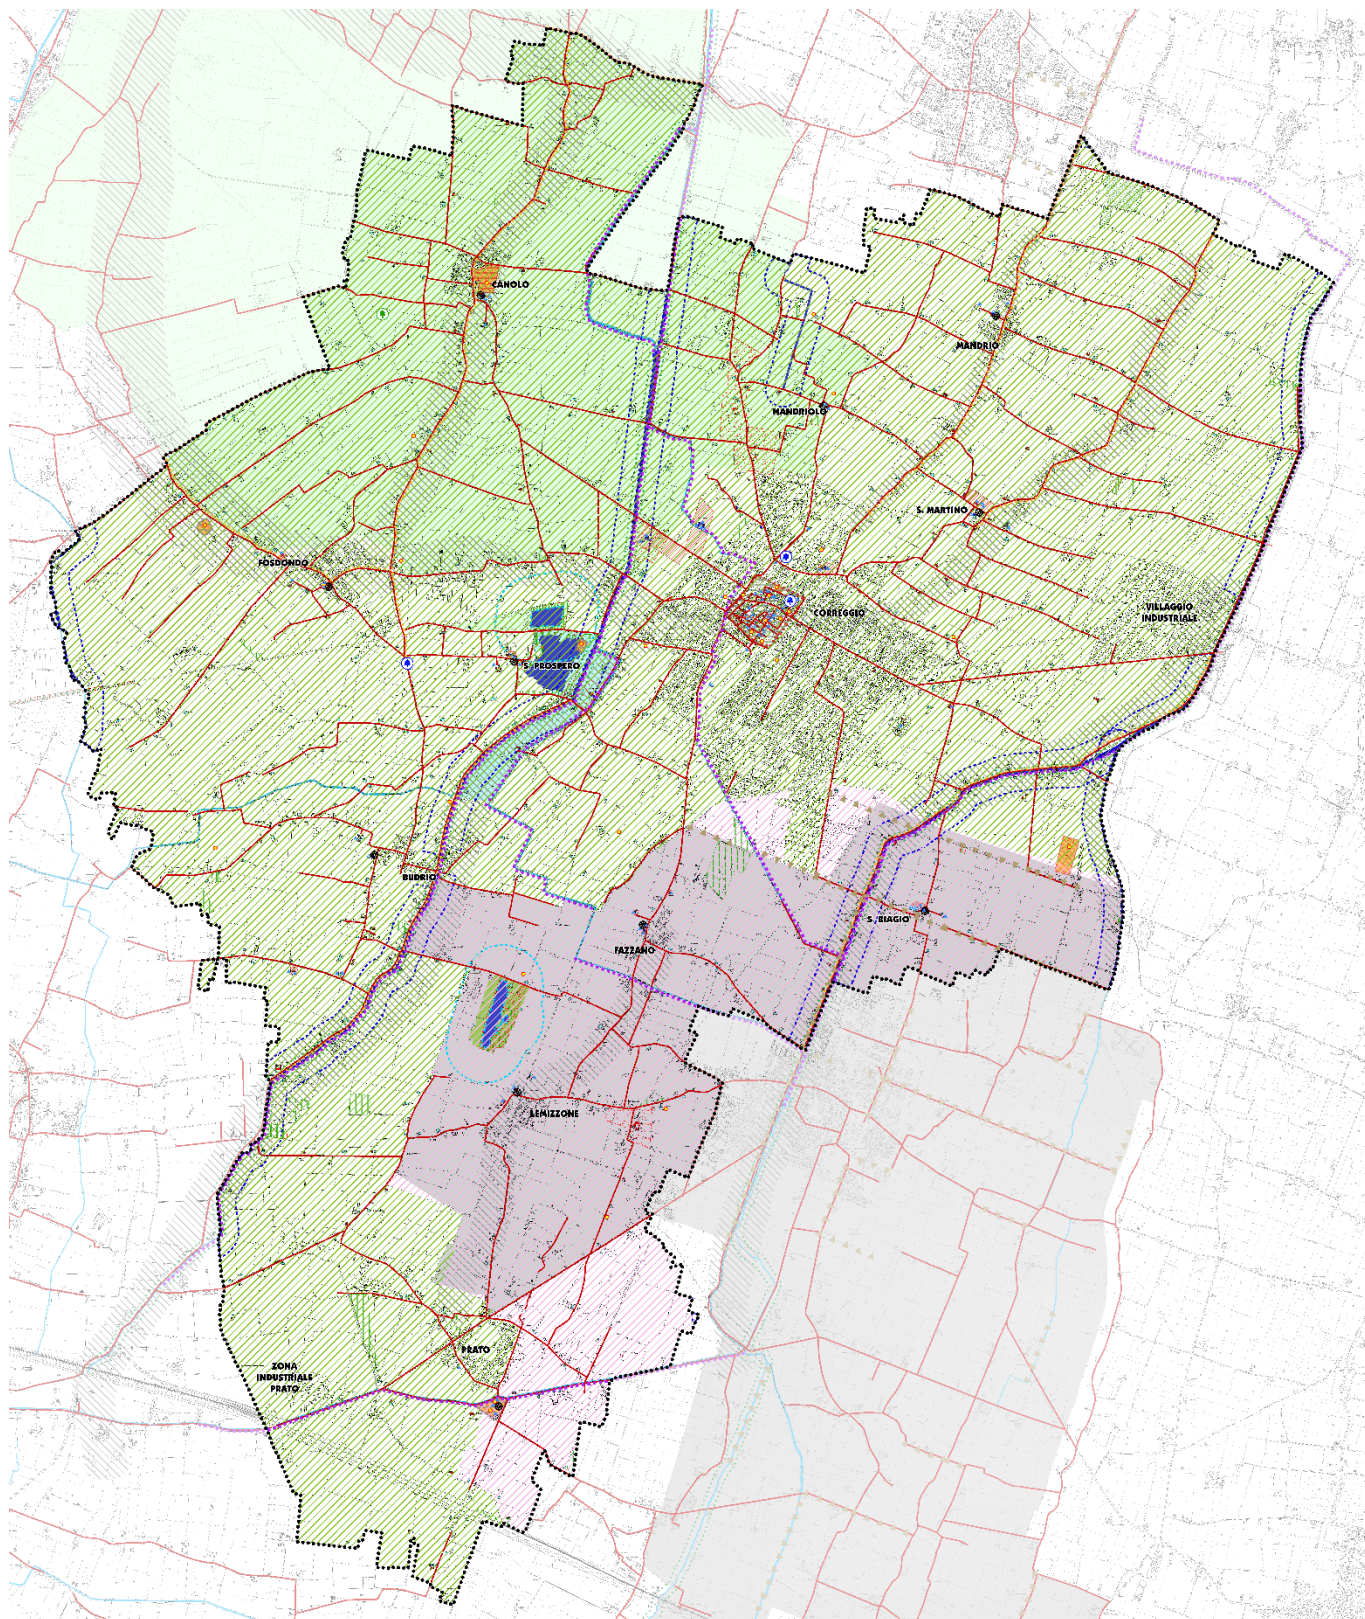 CANOLO
MANDRIO
MANDRIOLO
S. MARTINO
FOSDONDO
VILLAGGIO
INDUSTRIALE
CORREGGIO
S. PROSPERO
BUDRIO
S. BIAGIO
FAZZANO
LEMIZZONE
PRATO
ZONA
INDUSTRIALE
PRATO